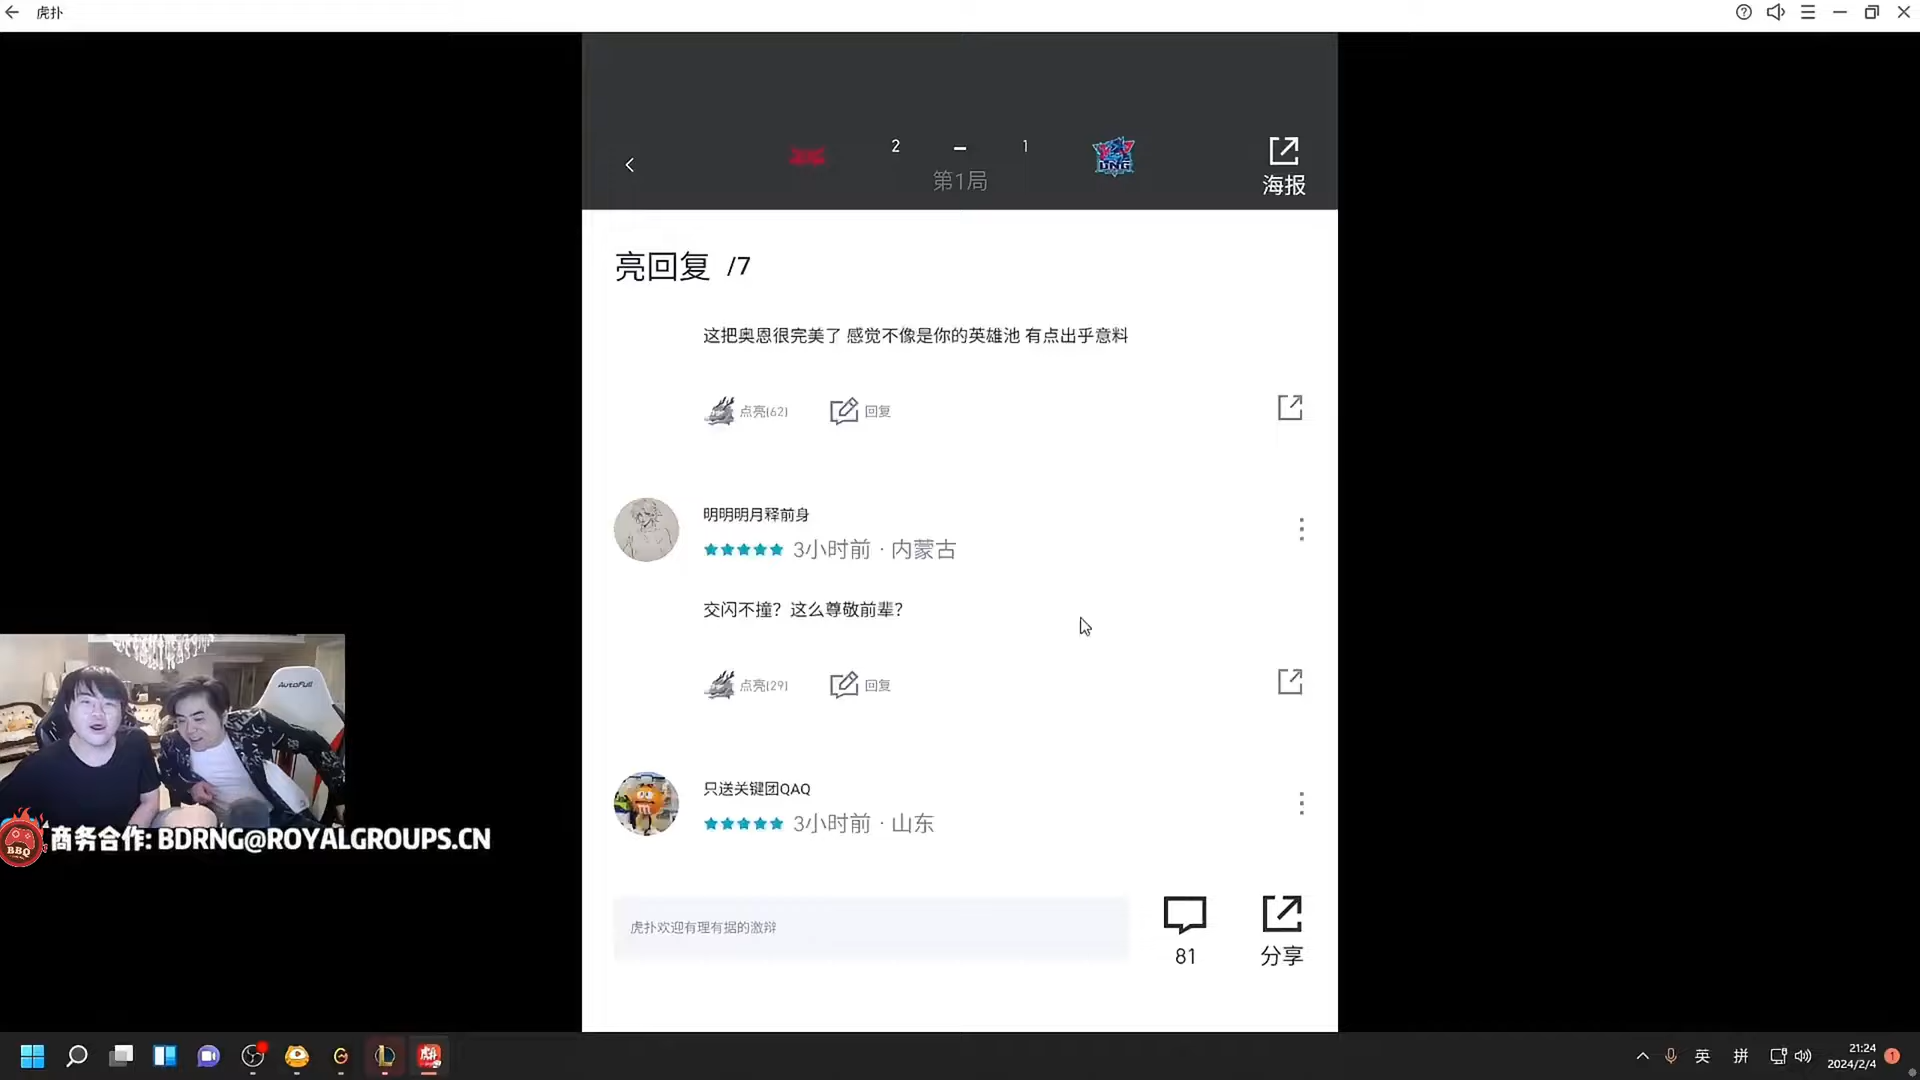 虎扑
2
1
第1局
UNG
海报
亮回复 /7
这把奥恩很完美了 感觉不像是你的英雄池 有点出乎意料
点亮(62)
回复
明明明月释前身
3小时前 · 内蒙古
交闪不撞？这么尊敬前辈？
点亮(29)
回复
只送关键团QAQ
3小时前 · 山东
虎扑欢迎有理有据的激辩
81
分享
AutoFull
BBQ
商务合作: BDRNG@ROYALGROUPS.CN
英
拼
21:24
2024/2/4
1